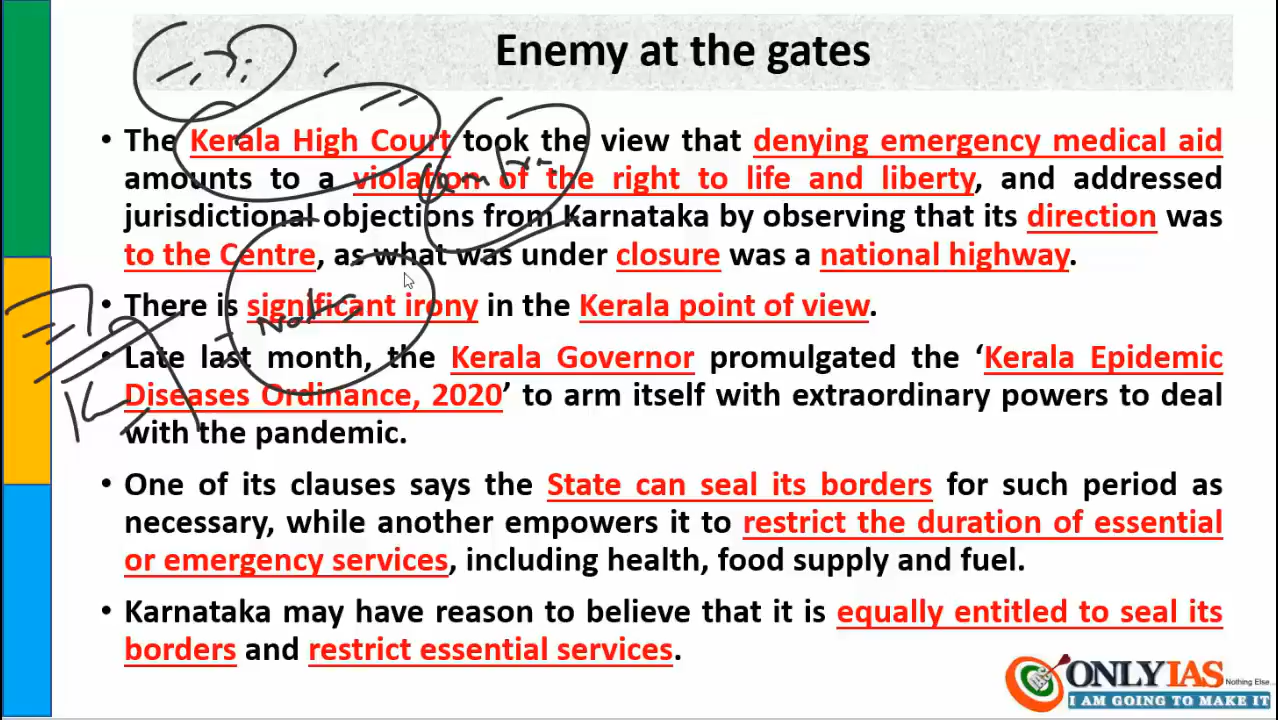 Enemy at the gates
• The Kerala High Court took the view that denying emergency medical aid
amounts to a violation of the right to life and liberty, and addressed
jurisdictional objections from Karnataka by observing that its direction was
to the Centre, as what was under closure was a national highway.
• There is significant irony in the Kerala point of view.
• Late last month, the Kerala Governor promulgated the ‘Kerala Epidemic
Diseases Ordinance, 2020’ to arm itself with extraordinary powers to deal
with the pandemic.
• One of its clauses says the State can seal its borders for such period as
necessary, while another empowers it to restrict the duration of essential
or emergency services, including health, food supply and fuel.
• Karnataka may have reason to believe that it is equally entitled to seal its
borders and restrict essential services.
ONLYIAS Nothing Else...
I AM GOING TO MAKE IT